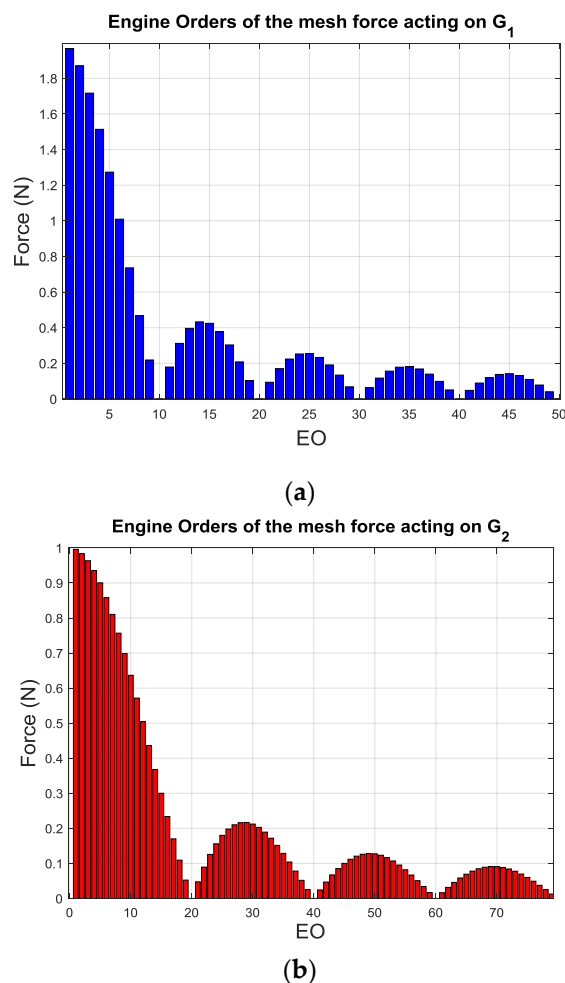 Engine Orders of the mesh force acting on G1
Force (N)
1.8
1.6
1.4
1.2
1
0.8
0.6
0.4
0.2
0
5 10 15 20 25 30 35 40 45 50
EO
(a)
Engine Orders of the mesh force acting on G2
Force (N)
1
0.9
0.8
0.7
0.6
0.5
0.4
0.3
0.2
0.1
0
0 10 20 30 40 50 60 70
EO
(b)